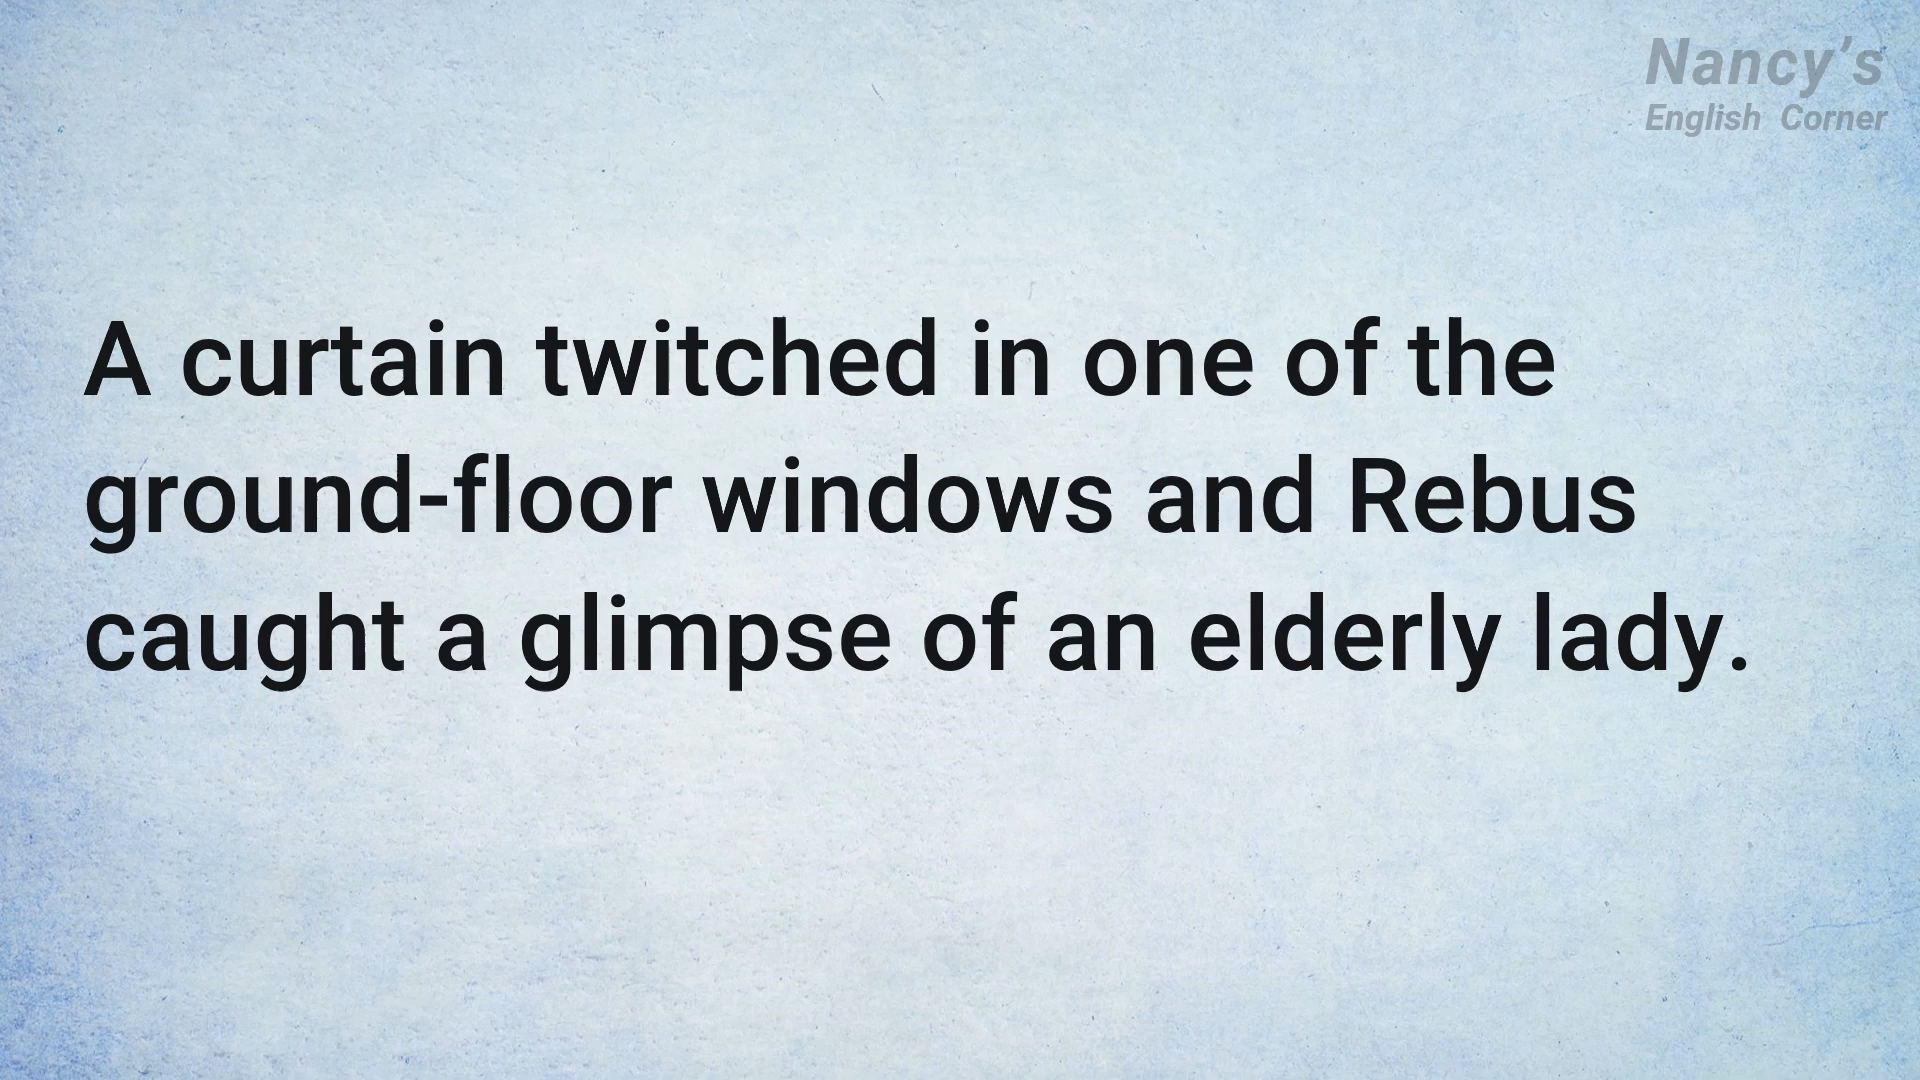 Nancy’s
English Corner
A curtain twitched in one of the
ground-floor windows and Rebus
caught a glimpse of an elderly lady.